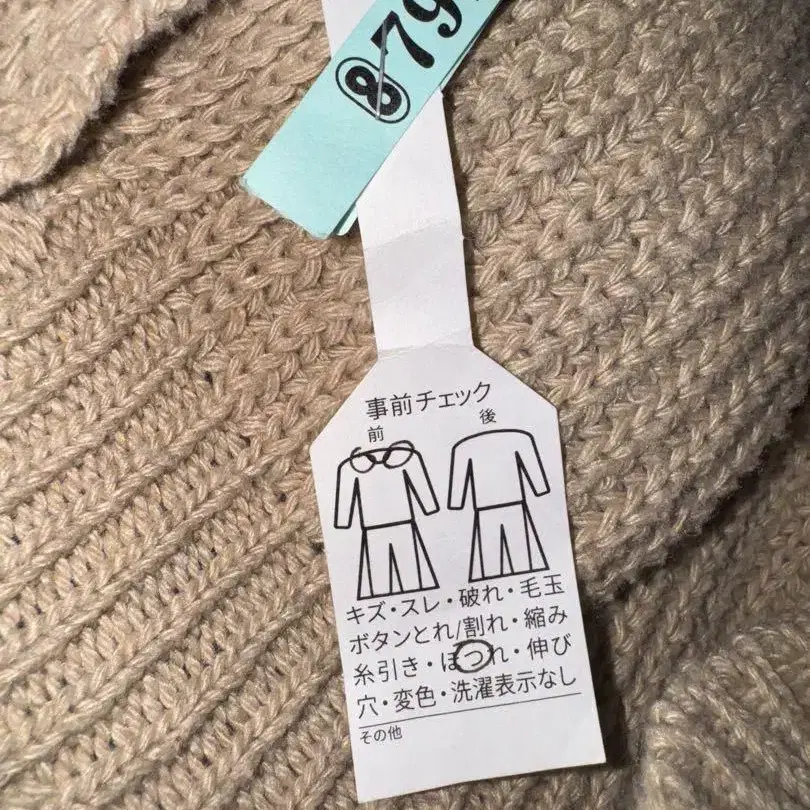 ⑧79
事前チェック
前 後
キズ・スレ・破れ・毛玉
ボタンとれ/割れ・縮み
糸引き・ほつれ・伸び
穴・変色・洗濯表示なし
その他